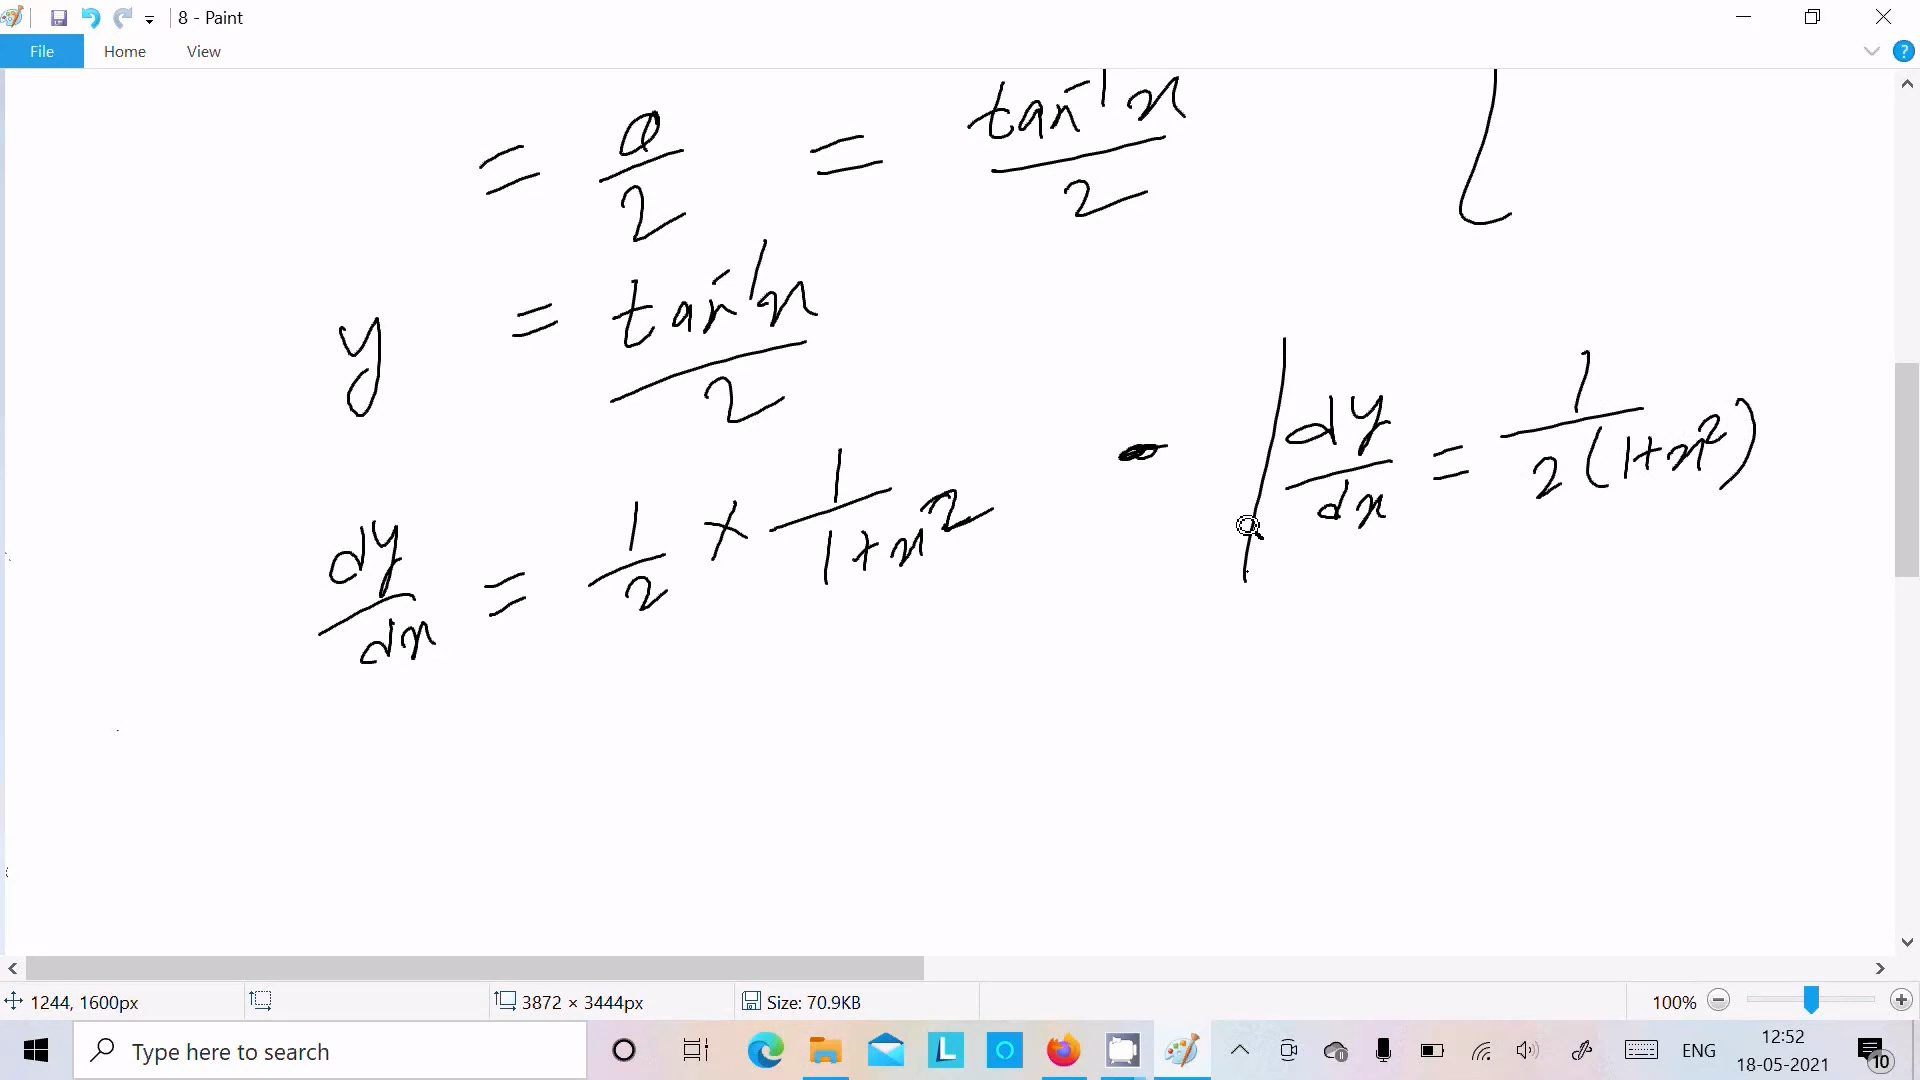 8 - Paint
File Home View
= a/2 = tan⁻¹x/2
y = tan⁻¹x/2
dy/dx = 1/2 × 1/1+x²
dy/dx = 1/2(1+x²)
1244, 1600px 3872 × 3444px Size: 70.9KB 100%
Type here to search ENG 12:52
18-05-2021 10